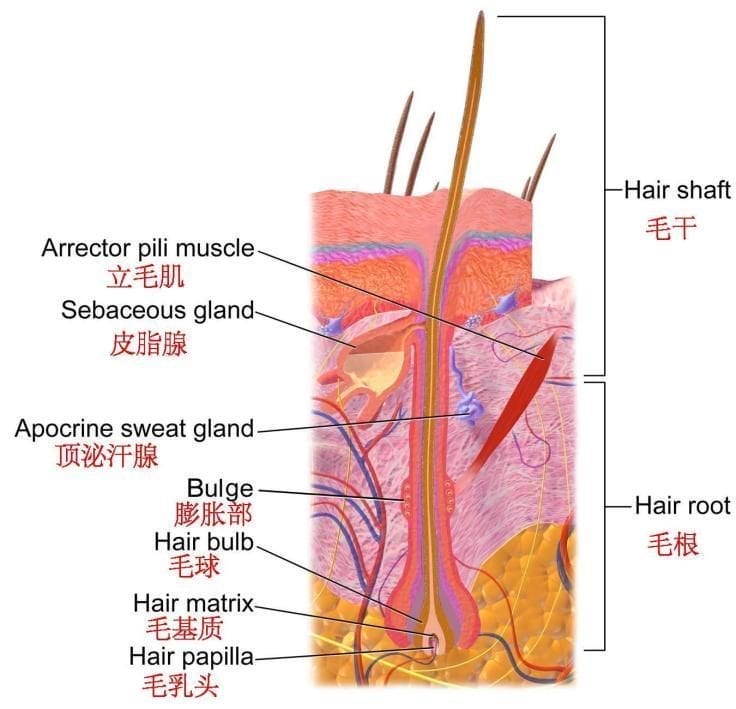 Hair shaft
毛干
Arrector pili muscle
立毛肌
Sebaceous gland
皮脂腺
Apocrine sweat gland
顶泌汗腺
Bulge
膨胀部
Hair root
毛根
Hair bulb
毛球
Hair matrix
毛基质
Hair papilla
毛乳头